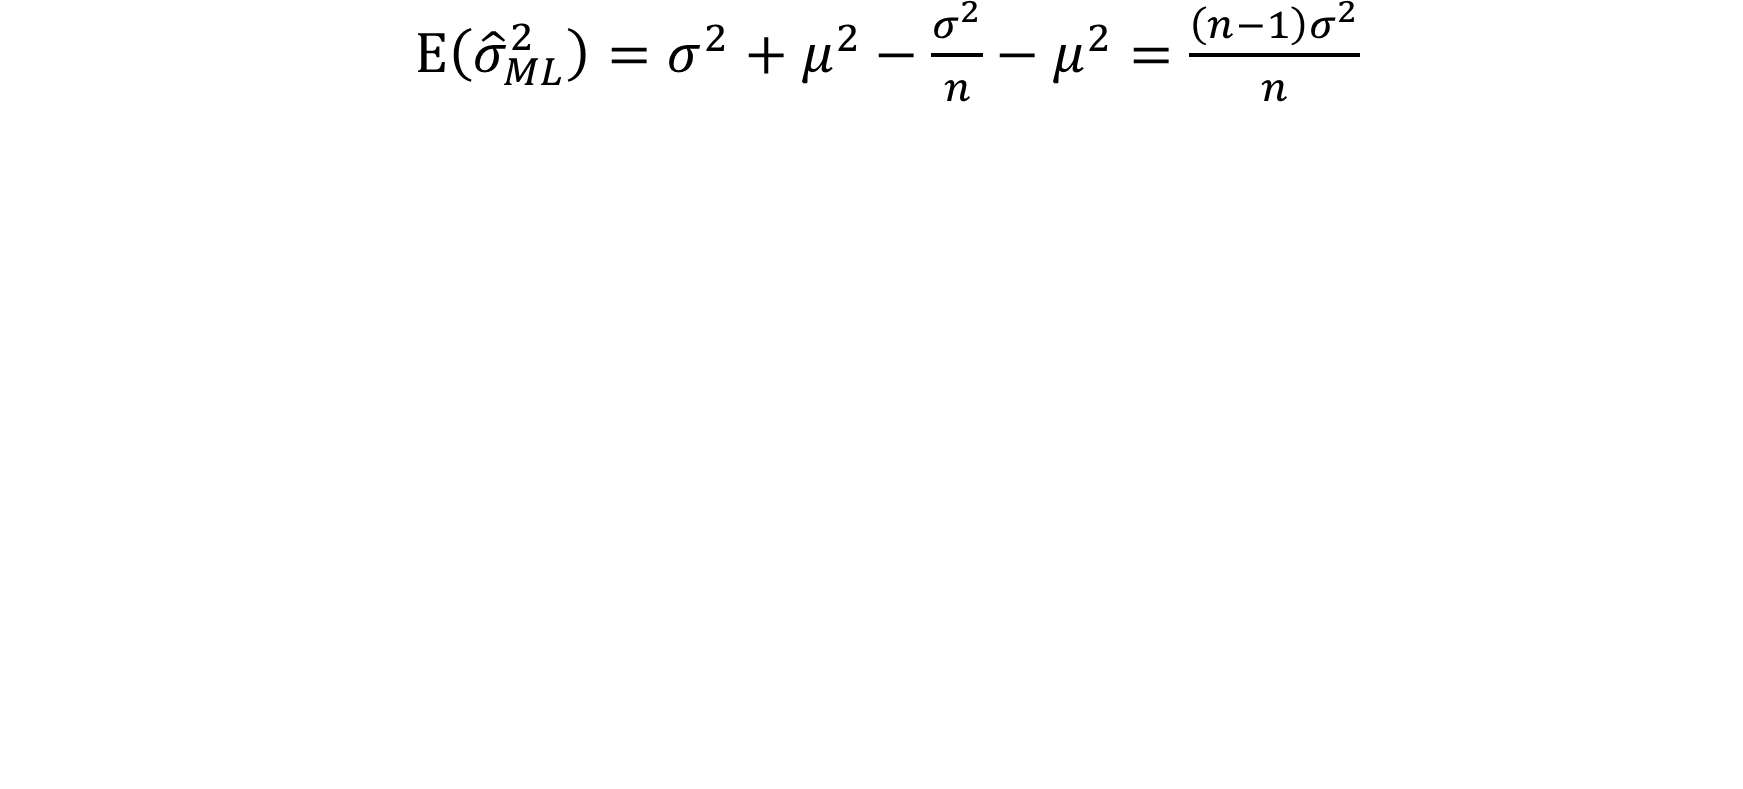 E(σ̂²_ML) = σ² + μ² − σ²/n − μ² = (n−1)σ²/n